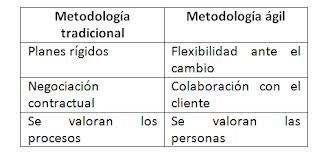 Metodología tradicional
Metodología ágil
Planes rígidos
Flexibilidad ante el cambio
Negociación contractual
Colaboración con el cliente
Se valoran los procesos
Se valoran las personas